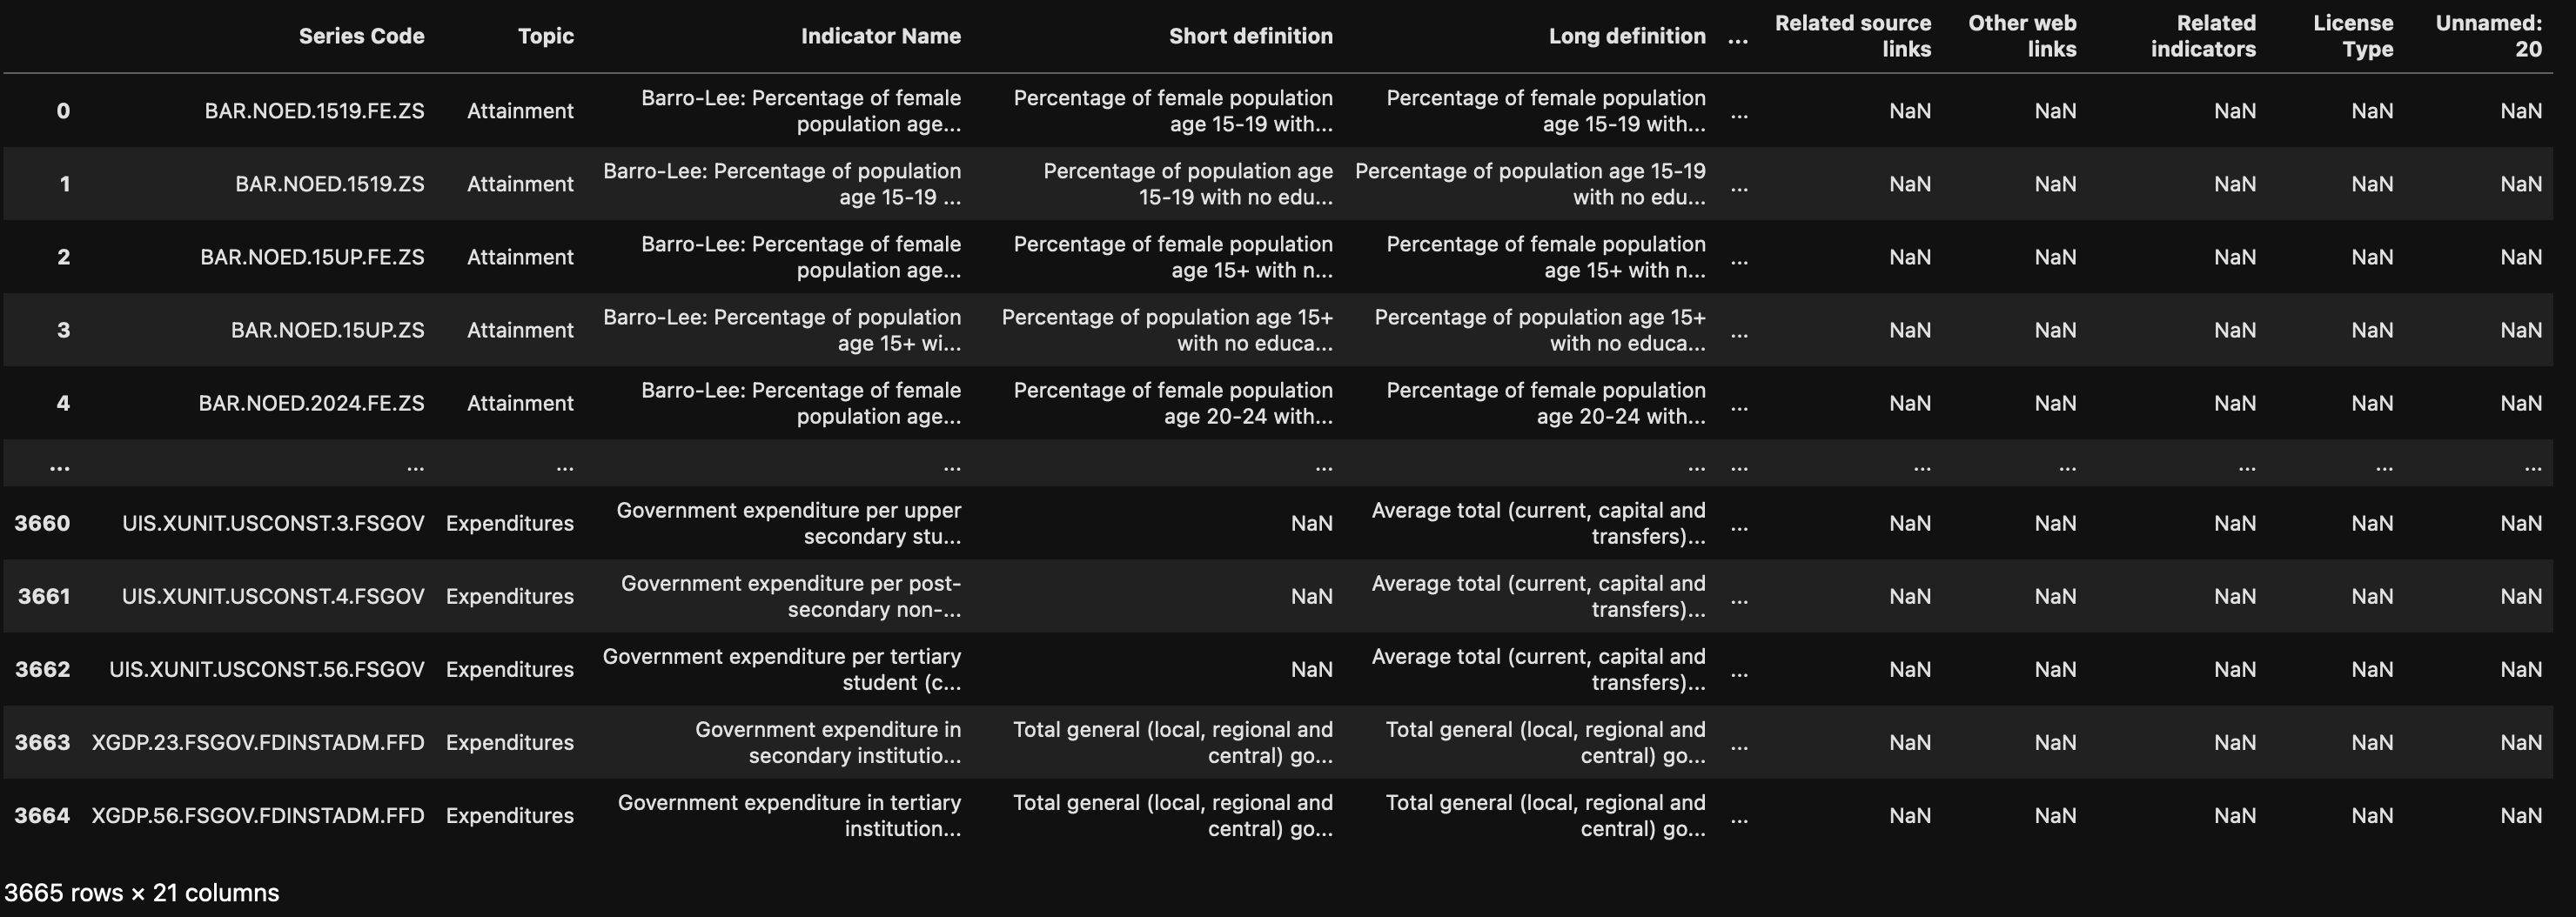 Series Code Topic Indicator Name Short definition Long definition ... Related source links Other web links Related indicators License Type Unnamed: 20
0 BAR.NOED.1519.FE.ZS Attainment Barro-Lee: Percentage of female population age... Percentage of female population age 15-19 with... Percentage of female population age 15-19 with... ... NaN NaN NaN NaN NaN
1 BAR.NOED.1519.ZS Attainment Barro-Lee: Percentage of population age 15-19 ... Percentage of population age 15-19 with no edu... Percentage of population age 15-19 with no edu... ... NaN NaN NaN NaN NaN
2 BAR.NOED.15UP.FE.ZS Attainment Barro-Lee: Percentage of female population age... Percentage of female population age 15+ with n... Percentage of female population age 15+ with n... ... NaN NaN NaN NaN NaN
3 BAR.NOED.15UP.ZS Attainment Barro-Lee: Percentage of population age 15+ wi... Percentage of population age 15+ with no educa... Percentage of population age 15+ with no educa... ... NaN NaN NaN NaN NaN
4 BAR.NOED.2024.FE.ZS Attainment Barro-Lee: Percentage of female population age... Percentage of female population age 20-24 with... Percentage of female population age 20-24 with... ... NaN NaN NaN NaN NaN
... ... ... ... ... ... ... ... ... ... ... ...
3660 UIS.XUNIT.USCONST.3.FSGOV Expenditures Government expenditure per upper secondary stu... NaN Average total (current, capital and transfers)... ... NaN NaN NaN NaN NaN
3661 UIS.XUNIT.USCONST.4.FSGOV Expenditures Government expenditure per post-secondary non-... NaN Average total (current, capital and transfers)... ... NaN NaN NaN NaN NaN
3662 UIS.XUNIT.USCONST.56.FSGOV Expenditures Government expenditure per tertiary student (c... NaN Average total (current, capital and transfers)... ... NaN NaN NaN NaN NaN
3663 XGDP.23.FSGOV.FDINSTADM.FFD Expenditures Government expenditure in secondary institutio... Total general (local, regional and central) go... Total general (local, regional and central) go... ... NaN NaN NaN NaN NaN
3664 XGDP.56.FSGOV.FDINSTADM.FFD Expenditures Government expenditure in tertiary institution... Total general (local, regional and central) go... Total general (local, regional and central) go... ... NaN NaN NaN NaN NaN
3665 rows × 21 columns